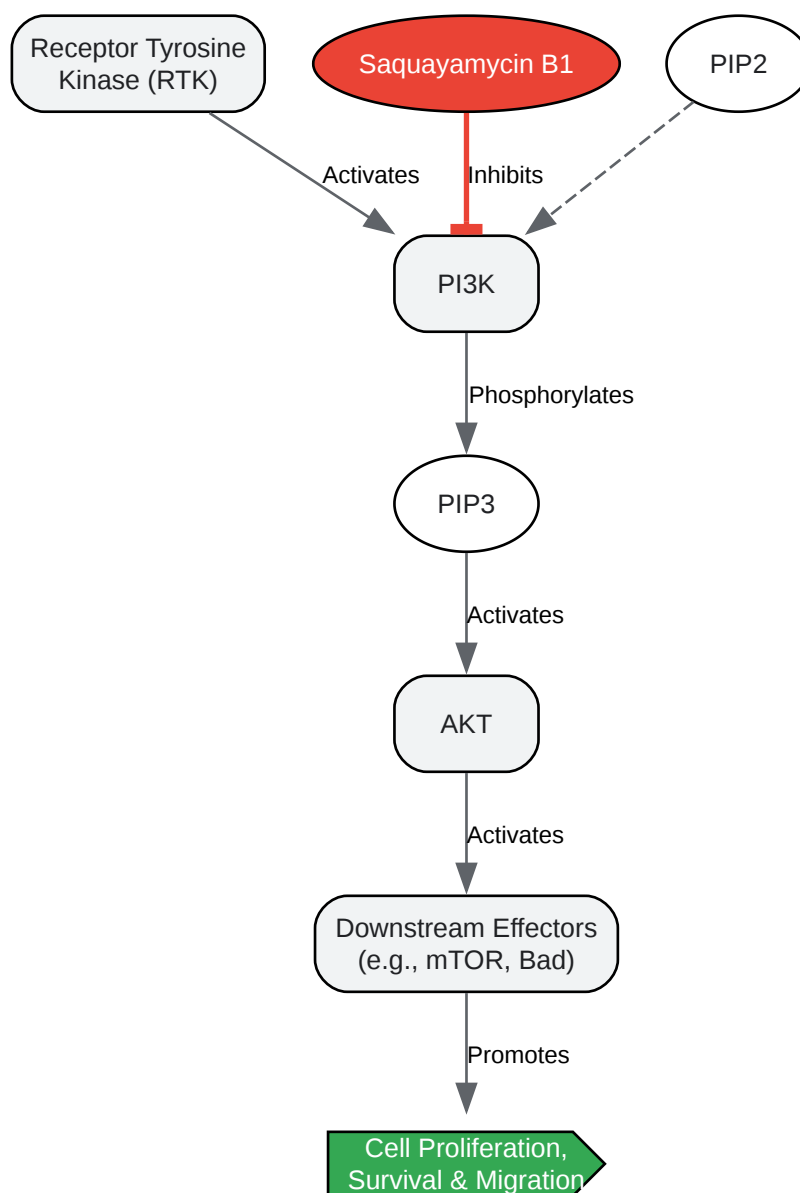 Receptor Tyrosine
Kinase (RTK)
Saquayamycin B1
PIP2
Activates
Inhibits
PI3K
Phosphorylates
PIP3
Activates
AKT
Activates
Downstream Effectors
(e.g., mTOR, Bad)
Promotes
Cell Proliferation,
Survival & Migration